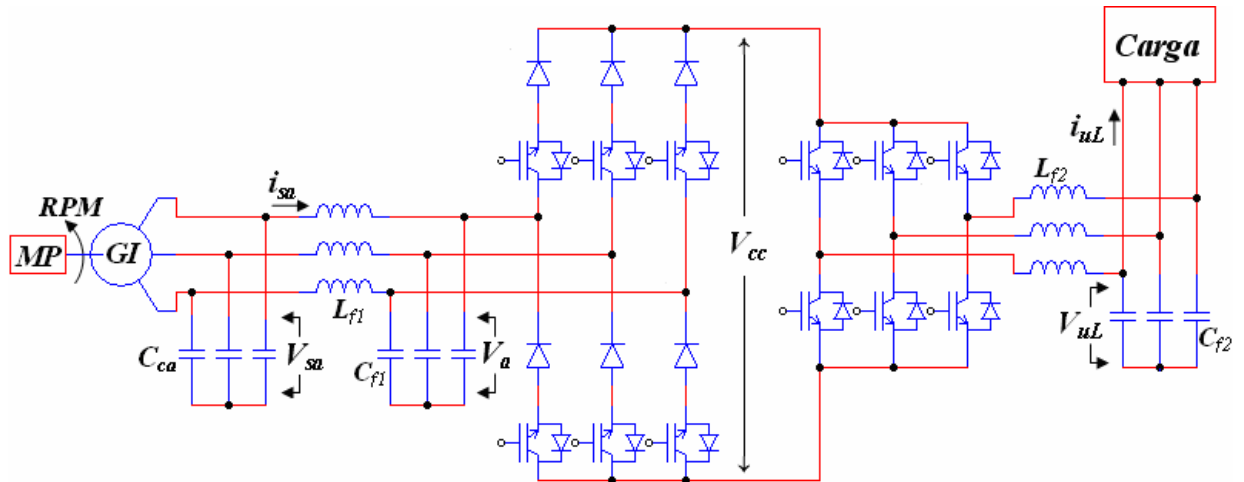 Carga
i_uL
L_f2
i_sa
RPM
MP
GI
V_cc
L_f1
V_uL
C_ca
V_sa
C_f1
V_a
C_f2